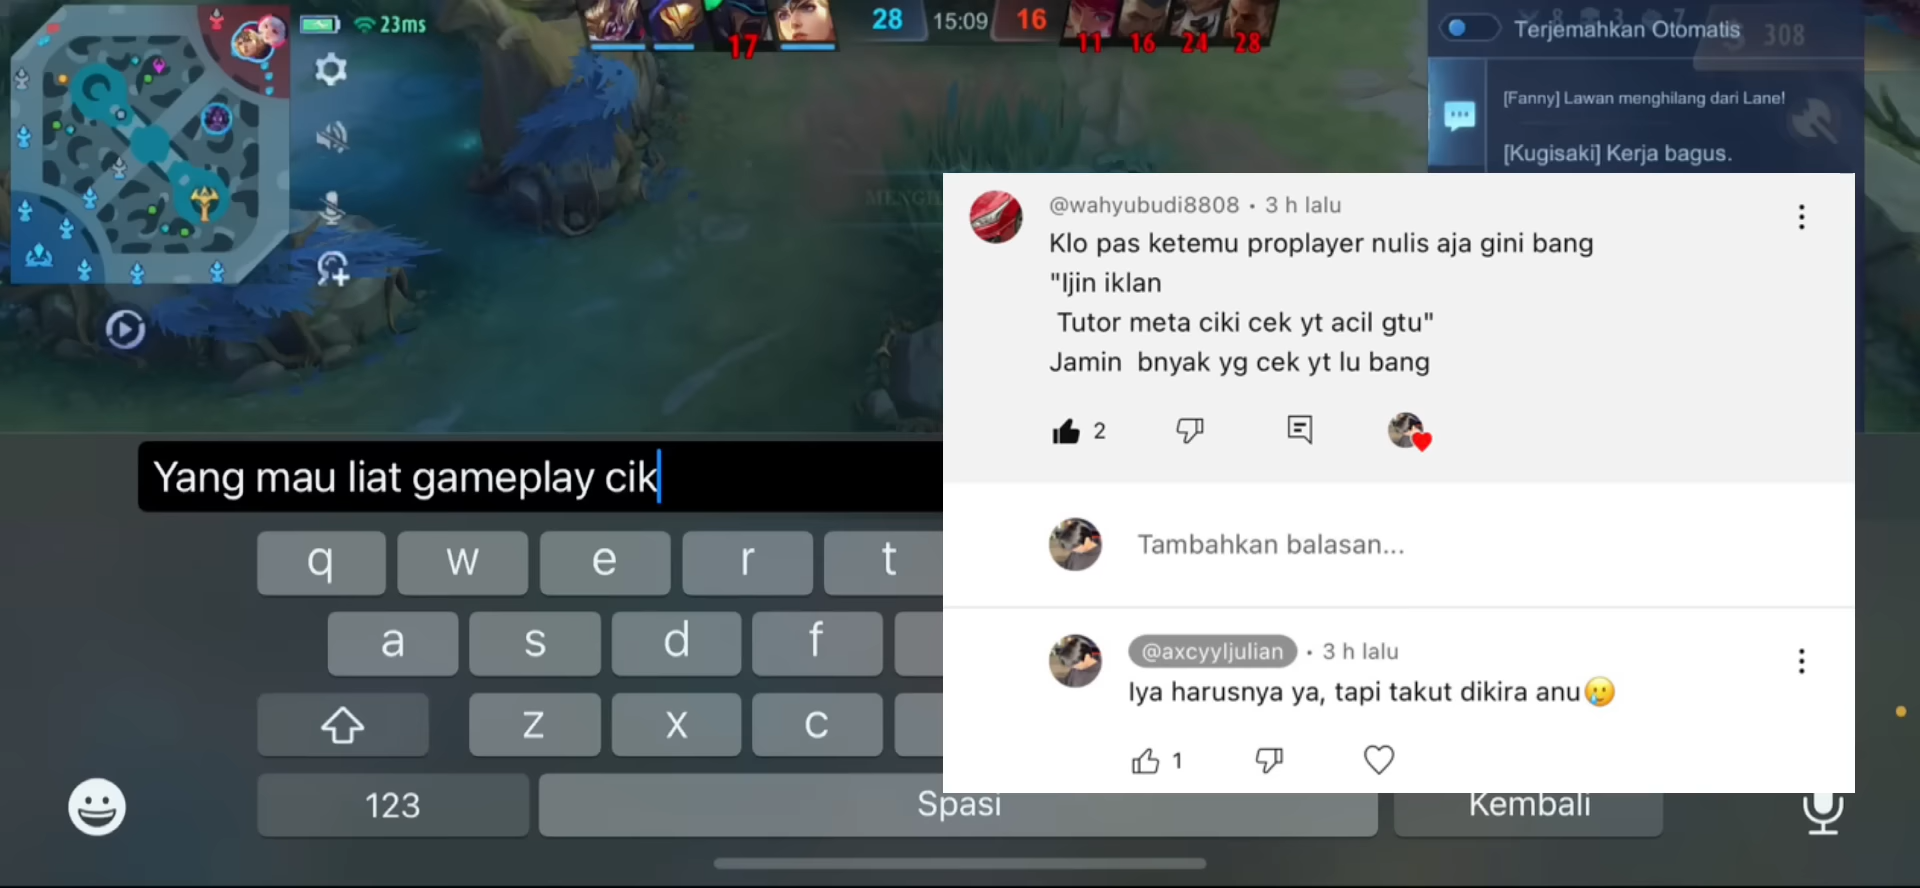 23ms
28 15:09 16
17
11 16 24 28
308
Terjemahkan Otomatis
[Fanny] Lawan menghilang dari Lane!
[Kugisaki] Kerja bagus.
@wahyubudi8808 • 3 h lalu
Klo pas ketemu proplayer nulis aja gini bang
"Ijin iklan
Tutor meta ciki cek yt acil gtu"
Jamin bnyak yg cek yt lu bang
2
Tambahkan balasan...
@axcyyljulian • 3 h lalu
Iya harusnya ya, tapi takut dikira anu🥲
1
Yang mau liat gameplay cik
q w e r t
a s d f
z x c
123 Spasi Kembali